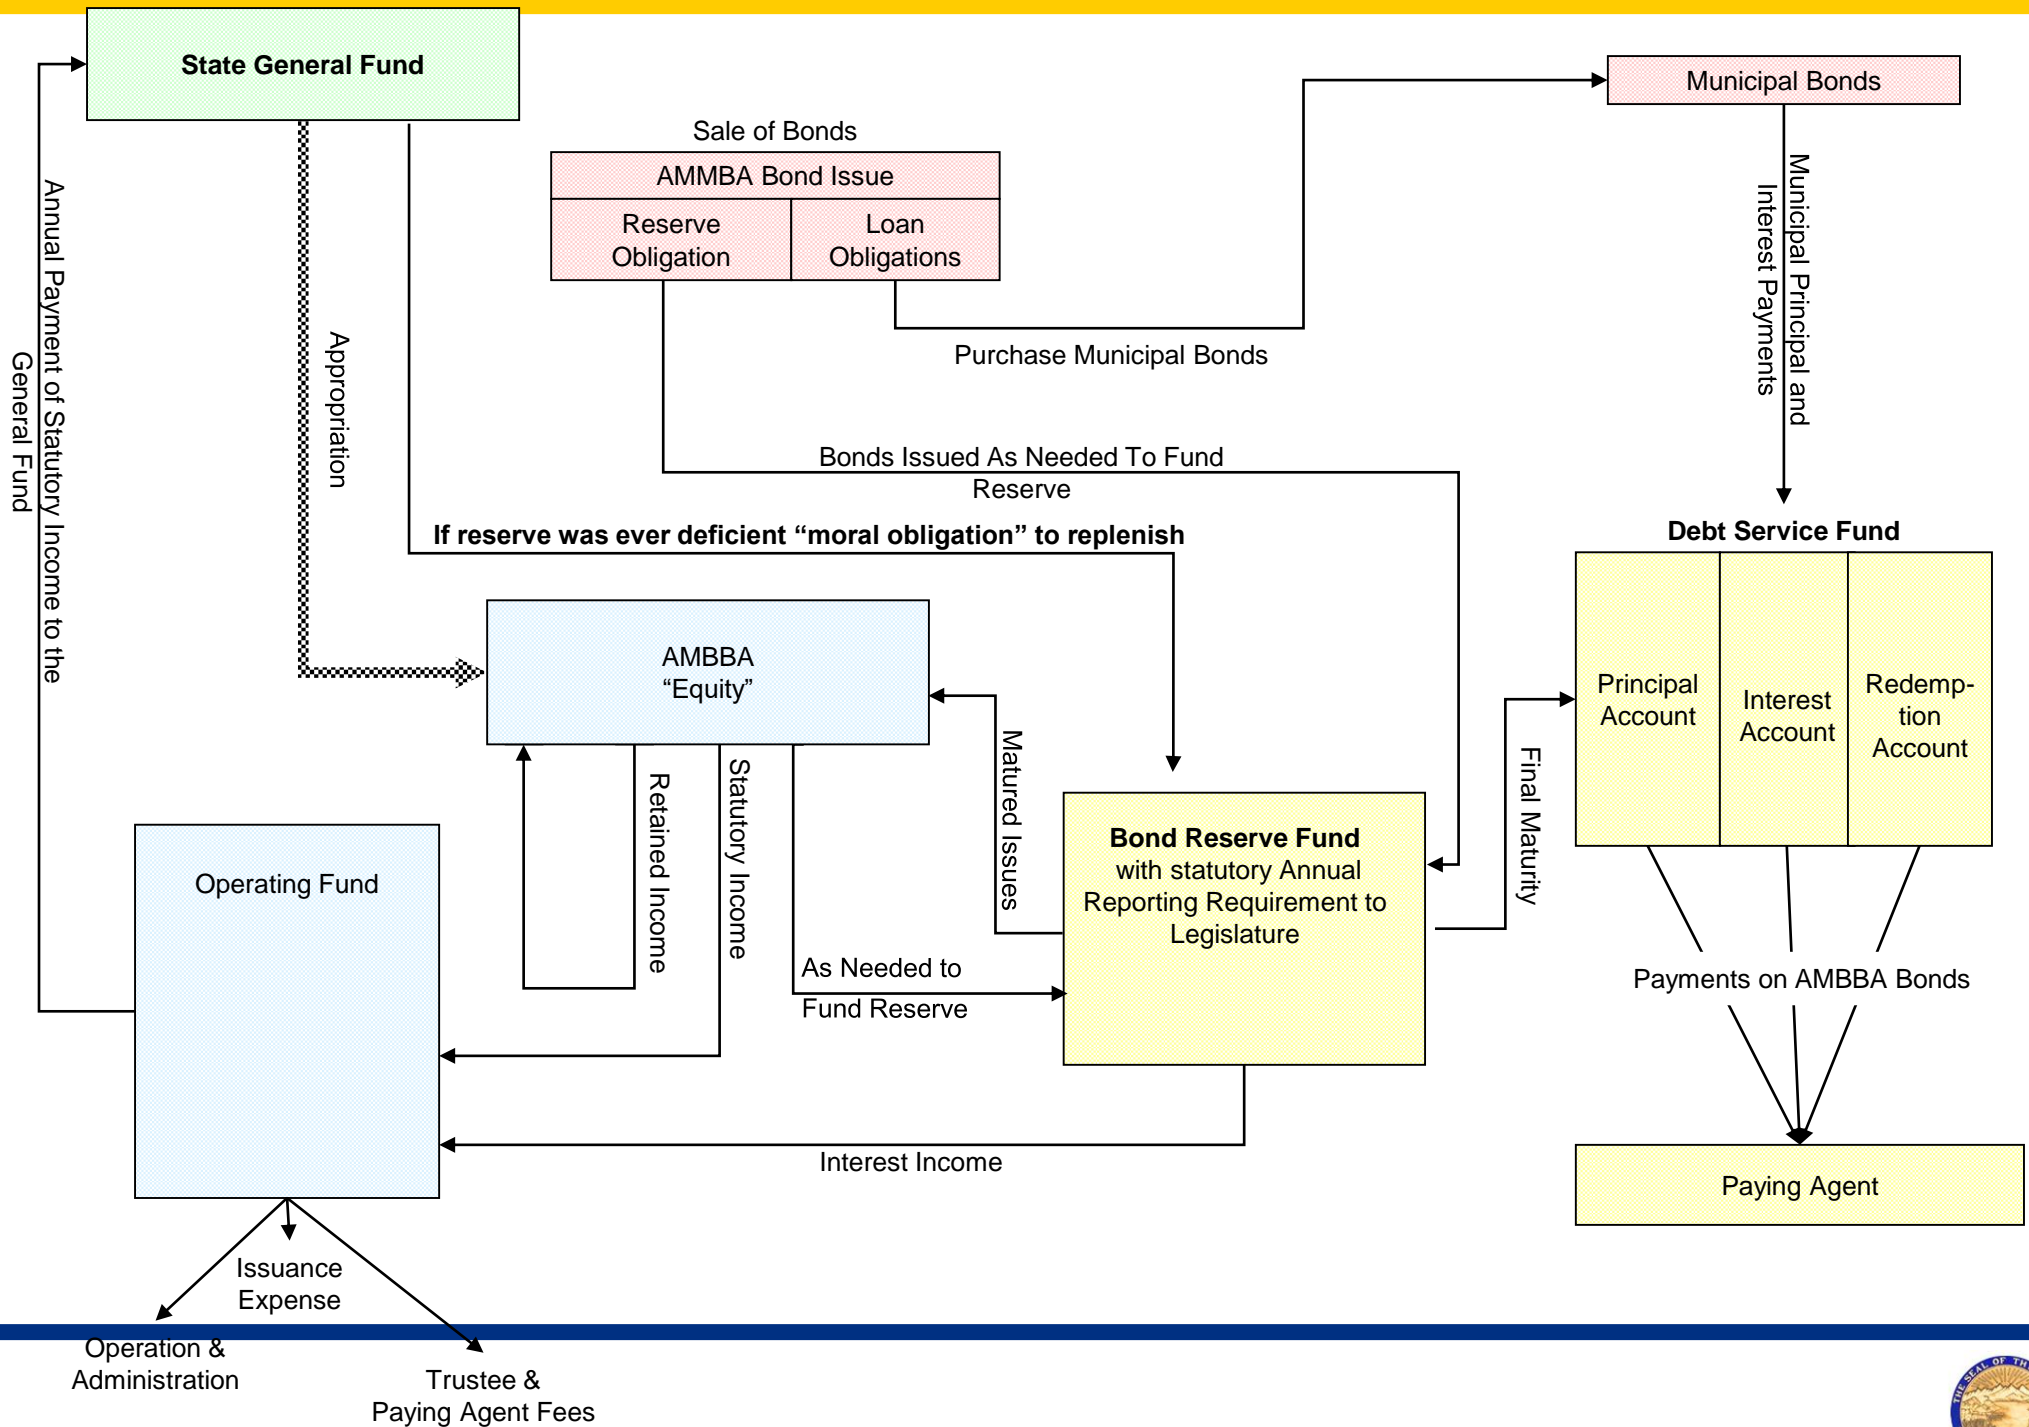 State General Fund
Municipal Bonds
Sale of Bonds
AMMBA Bond Issue
Reserve
Obligation
Loan
Obligations
Purchase Municipal Bonds
Municipal Principal and
Interest Payments
Annual Payment of Statutory Income to the
General Fund
Appropriation
Bonds Issued As Needed To Fund
Reserve
If reserve was ever deficient “moral obligation” to replenish
Debt Service Fund
Principal
Account
Interest
Account
Redemp-
tion
Account
AMBBA
“Equity”
Retained Income
Statutory Income
Matured Issues
Final Maturity
Bond Reserve Fund
with statutory Annual
Reporting Requirement to
Legislature
As Needed to
Fund Reserve
Operating Fund
Payments on AMBBA Bonds
Interest Income
Paying Agent
Issuance
Expense
Operation &
Administration
Trustee &
Paying Agent Fees
SEAL OF